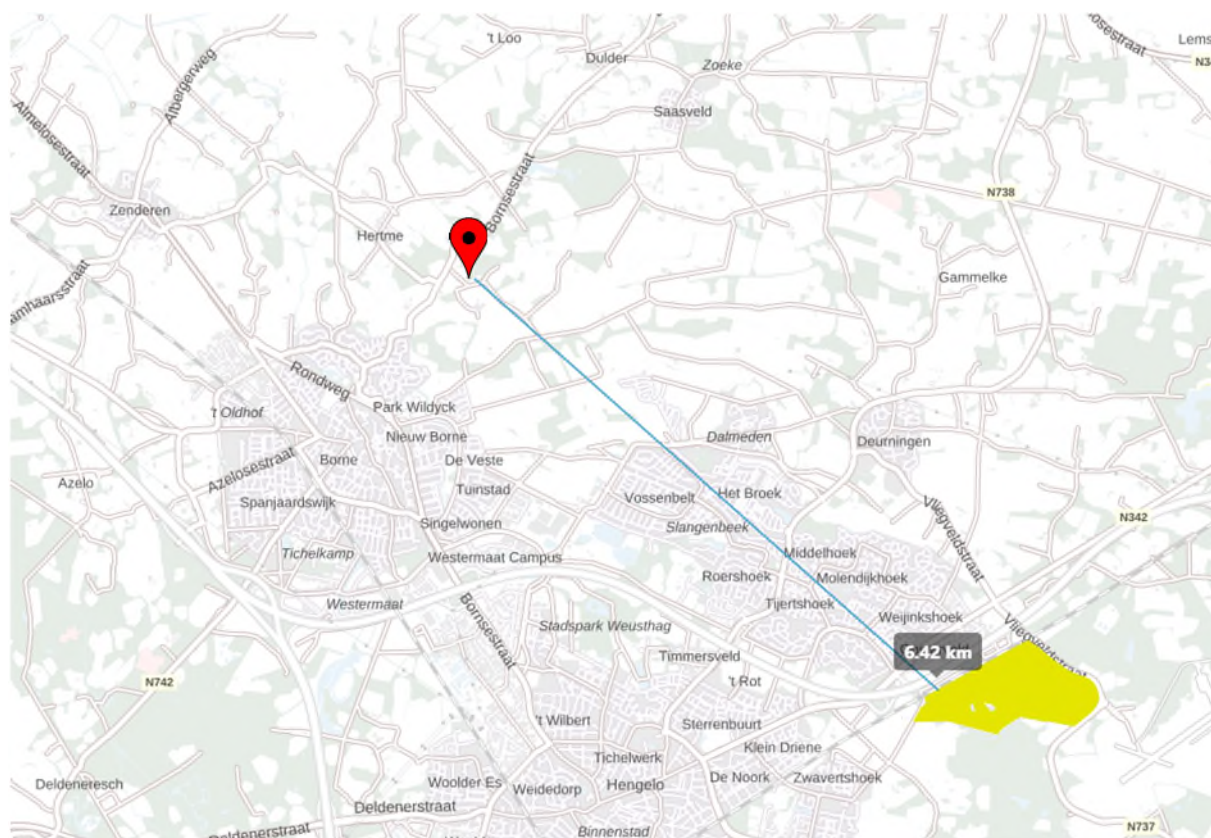 't Loo
Dulder
Zoeke
Saasveld
Albergerweg
Almelosestraat
Zenderen
Hertme
Bornsestraat
N738
Gammelke
Rondweg
't Oldhof
Park Wildyck
Nieuw Borne
De Veste
Tuinstad
Borne
Azelosestraat
Azelo
Spanjaardswijk
Singelwonen
Tichelkamp
Westermaat Campus
Westermaat
Bornsestraat
Stadspark Weusthag
Dalmeden
Deurningen
Vossenbelt
Het Broek
Slangenbeek
Vliegveldstraat
N342
Middelhoek
Roershoek
Molendijkhoek
Tijertshoek
Weijinkshoek
Vliegveldstraat
6.42 km
Timmersveld
't Rot
N742
't Wilbert
Sterrenbuurt
Tichelwerk
Klein Driene
Deldeneresch
Woolder Es
Weidedorp
Hengelo
De Noork
Zwavertshoek
Deldenerstraat
Deldenerstraat
Binnenstad
N737